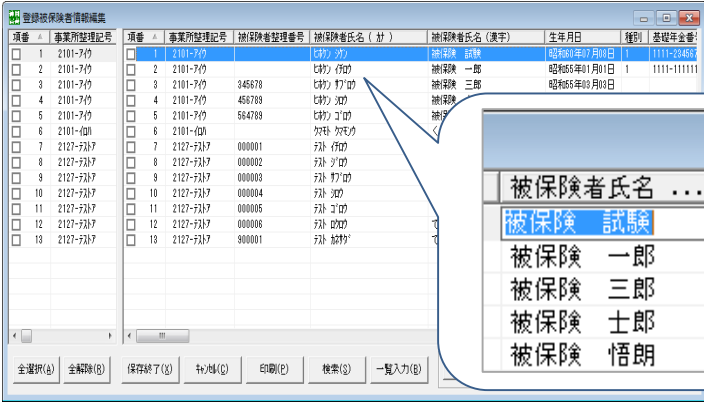 登録被保険者情報編集
項番 事業所整理記号 項番 事業所整理記号 被保険者整理番号 被保険者氏名（ｶﾅ） 被保険者氏名（漢字） 生年月日 種別 基礎年金番号
1 2101-ｱｲｳ 1 2101-ｱｲｳ ﾋﾎｹﾝ ｼｹﾝ 被保険 試験 昭和60年07月03日 1 1111-234567
2 2101-ｱｲｳ 2 2101-ｱｲｳ ﾋﾎｹﾝ ｲﾁﾛｳ 被保険 一郎 昭和55年01月01日 1 1111-111111
3 2101-ｱｲｳ 3 2101-ｱｲｳ 345678 ﾋﾎｹﾝ ｻﾌﾞﾛｳ 被保険 三郎 昭和55年03月03日
4 2101-ｱｲｳ 4 2101-ｱｲｳ 456789 ﾋﾎｹﾝ ｼﾛｳ 被保険
5 2101-ｱｲｳ 5 2101-ｱｲｳ 564789 ﾋﾎｹﾝ ｺﾞﾛｳ 被保
6 2101-ｲﾛﾊ 6 2101-ｲﾛﾊ ｸﾏﾓﾄ ｸﾏﾓﾝ
7 2127-ﾃｽﾄｱ 7 2127-ﾃｽﾄｱ 000001 ﾃｽﾄ ｲﾁﾛｳ
8 2127-ﾃｽﾄｱ 8 2127-ﾃｽﾄｱ 000002 ﾃｽﾄ ｼﾞﾛｳ
9 2127-ﾃｽﾄｱ 9 2127-ﾃｽﾄｱ 000003 ﾃｽﾄ ｻﾌﾞﾛｳ
10 2127-ﾃｽﾄｱ 10 2127-ﾃｽﾄｱ 000004 ﾃｽﾄ ｼﾛｳ
11 2127-ﾃｽﾄｱ 11 2127-ﾃｽﾄｱ 000005 ﾃｽﾄ ｺﾞﾛｳ
12 2127-ﾃｽﾄｱ 12 2127-ﾃｽﾄｱ 000006 ﾃｽﾄ ﾛｸﾛｳ て
13 2127-ﾃｽﾄｱ 13 2127-ﾃｽﾄｱ 900001 ﾃｽﾄ て
被保険者氏名 ...
被保険 試験
被保険 一郎
被保険 三郎
被保険 士郎
被保険 悟朗
全選択(A) 全解除(R) 保存終了(X) ｷｬﾝｾﾙ(C) 印刷(P) 検索(S) 一覧入力(B)